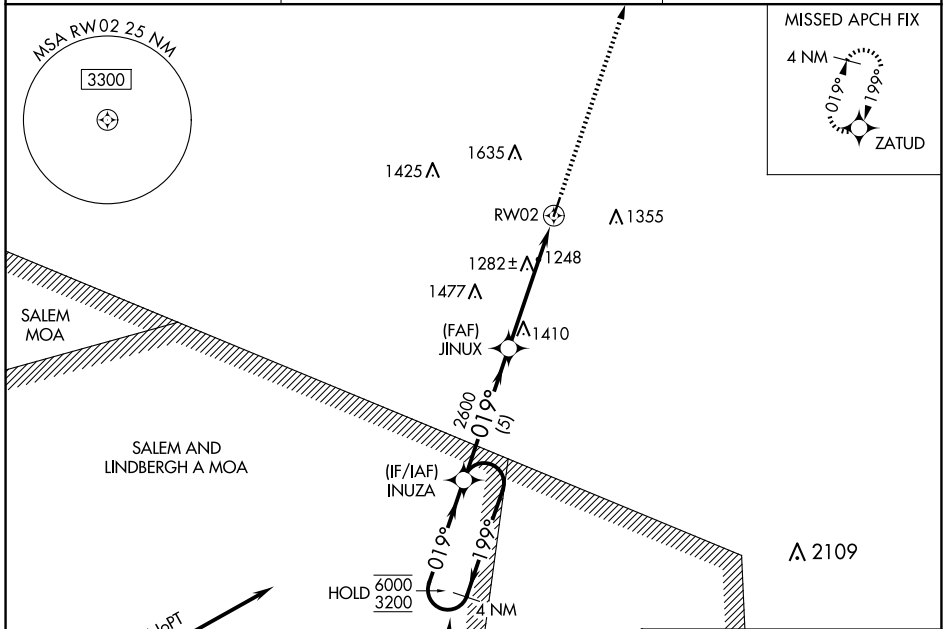 MSA RW02 25 NM
3300
MISSED APCH FIX
4 NM
019°
199°
ZATUD
1635
1425
RW02
1355
1282±
1248
1477
SALEM
MOA
(FAF)
JINUX
1410
2600
019°
(5)
SALEM AND
LINDBERGH A MOA
(IF/IAF)
INUZA
019°
199°
2109
HOLD
6000
3200
4 NM
NoPT